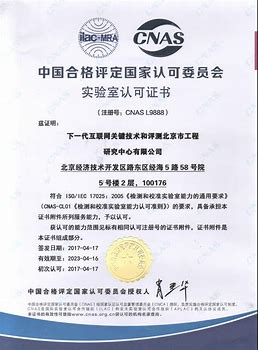 ilac-MRA
CNAS
中国合格评定国家认可委员会
实验室认可证书
(注册号: CNAS L9888)
兹证明:
下一代互联网关键技术和评测北京市工程
研究中心有限公司
北京经济技术开发区路东区经海5路58号院
5号楼2层, 100176
符合 ISO/IEC 17025: 2005《检测和校准实验室能力的通用要求》
(CNAS-CL01《检测和校准实验室能力认可准则》)的要求, 具备承担本
证书附件所列服务能力, 予以认可。
获认可的能力范围见标有相同认可注册号的证书附件, 证书附件是
本证书组成部分。
签发日期: 2017-04-17
有效期至: 2023-04-16
初次认可: 2017-04-17
中国合格评定国家认可委员会授权人